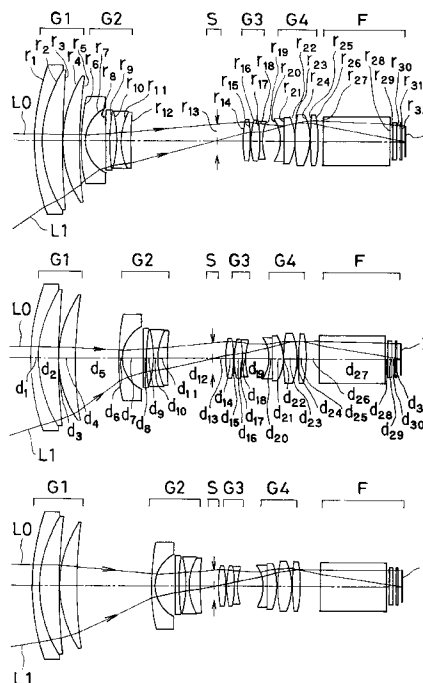 G1 G2 S G3 G4 F
r1 r2 r3 r4 r5 r6 r7 r8 r9 r10 r11 r12 r13 r14 r15 r16 r17 r18 r19 r20 r21 r22 r23 r24 r25 r26 r27 r28 r29 r30 r31
L0
L1
G1 G2 S G3 G4 F
L0
d1 d2 d3 d4 d5 d6 d7 d8 d9 d10 d11 d12 d13 d14 d15 d16 d17 d18 d19 d20 d21 d22 d23 d24 d25 d26 d27 d28 d29 d30
L1
G1 G2 S G3 G4 F
L0
L1